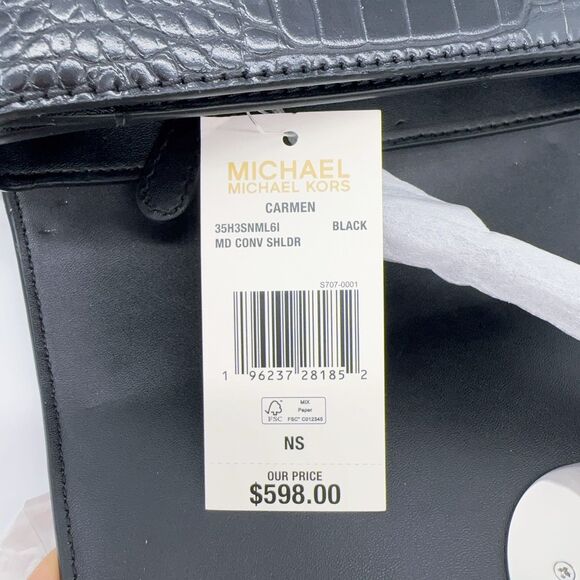 MICHAEL
MICHAEL KORS
CARMEN
35H3SNML6I BLACK
MD CONV SHLDR
S707-0001
1 96237 28185 2
FSC
MIX
Paper
FSC® C012345
NS
OUR PRICE
$598.00